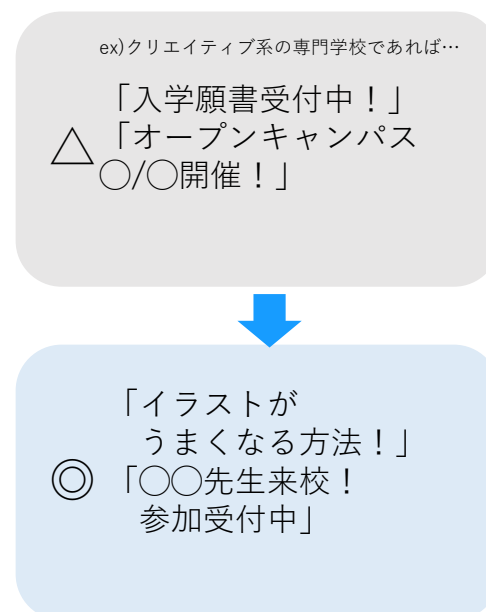 ex)クリエイティブ系の専門学校であれば…
「入学願書受付中！」
△「オープンキャンパス
〇/〇開催！」
「イラストが
うまくなる方法！」
◎「〇〇先生来校！
参加受付中」